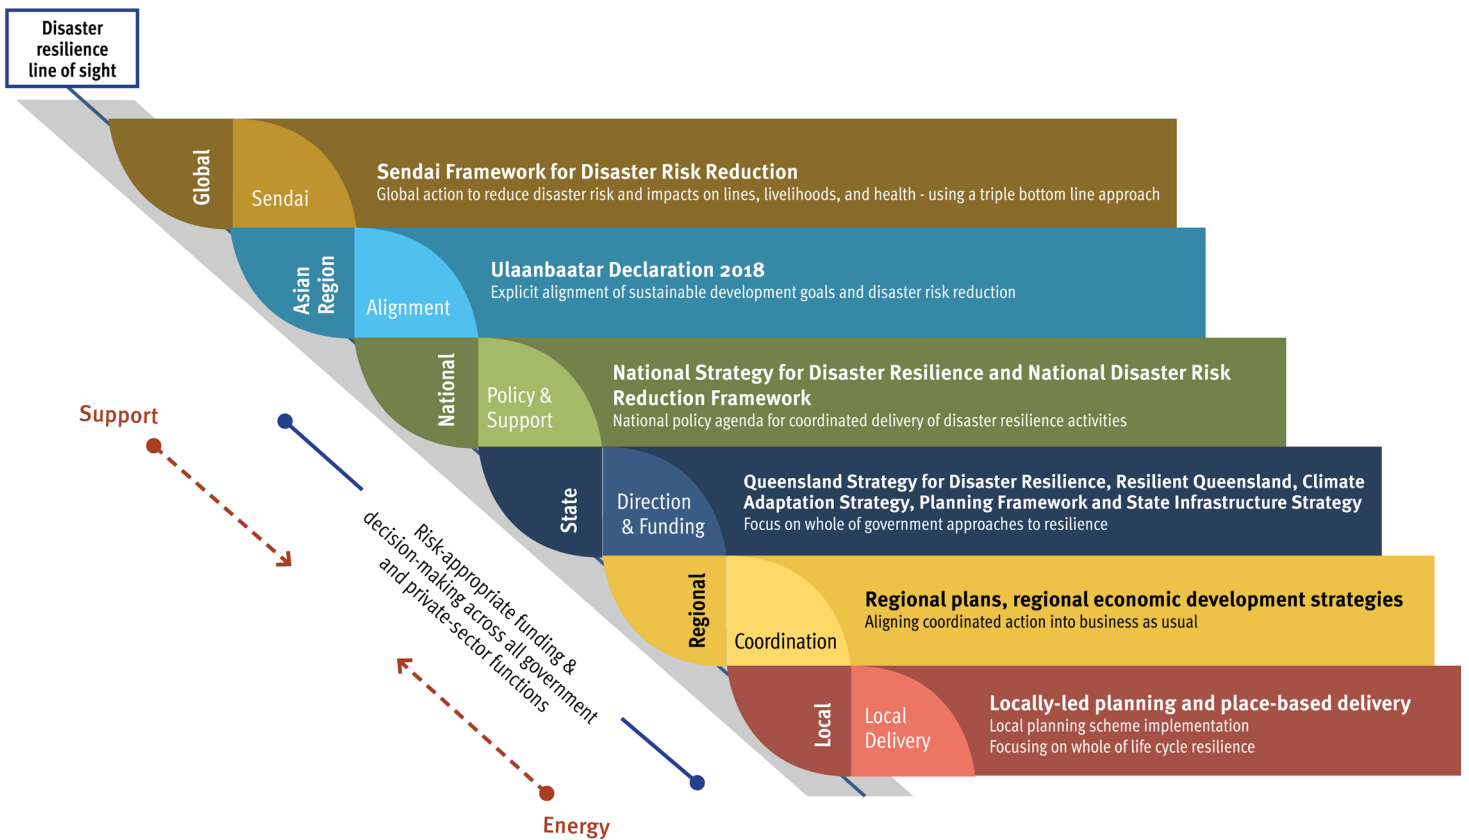 Disaster
resilience
line of sight
Global
Sendai
Sendai Framework for Disaster Risk Reduction
Global action to reduce disaster risk and impacts on lines, livelihoods, and health - using a triple bottom line approach
Asian
Region
Alignment
Ulaanbaatar Declaration 2018
Explicit alignment of sustainable development goals and disaster risk reduction
National
Policy &
Support
National Strategy for Disaster Resilience and National Disaster Risk
Reduction Framework
National policy agenda for coordinated delivery of disaster resilience activities
State
Direction
& Funding
Queensland Strategy for Disaster Resilience, Resilient Queensland, Climate
Adaptation Strategy, Planning Framework and State Infrastructure Strategy
Focus on whole of government approaches to resilience
Regional
Coordination
Regional plans, regional economic development strategies
Aligning coordinated action into business as usual
Local
Local
Delivery
Locally-led planning and place-based delivery
Local planning scheme implementation
Focusing on whole of life cycle resilience
Support
Risk-appropriate funding &
decision-making across all government
and private-sector functions
Energy